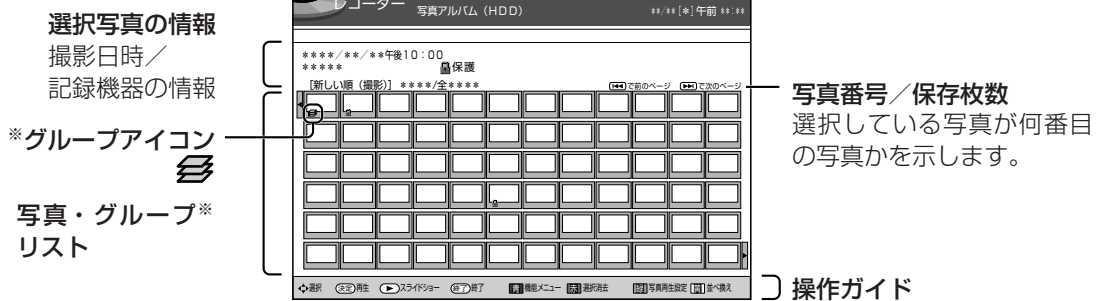 選択写真の情報
撮影日時／
記録機器の情報
※グループアイコン
写真・グループ※
リスト
レコーダー 写真アルバム（HDD） **/**[*]午前**:**
****/**/**午後10:00
***** 保護
[新しい順（撮影）] ****/全**** で前のページ で次のページ
選択 決定 再生 スライドショー 終了 終了 青 機能メニュー 赤 選択消去 緑 写真再生設定 黄 並べ換え
写真番号／保存枚数
選択している写真が何番目
の写真かを示します。
操作ガイド